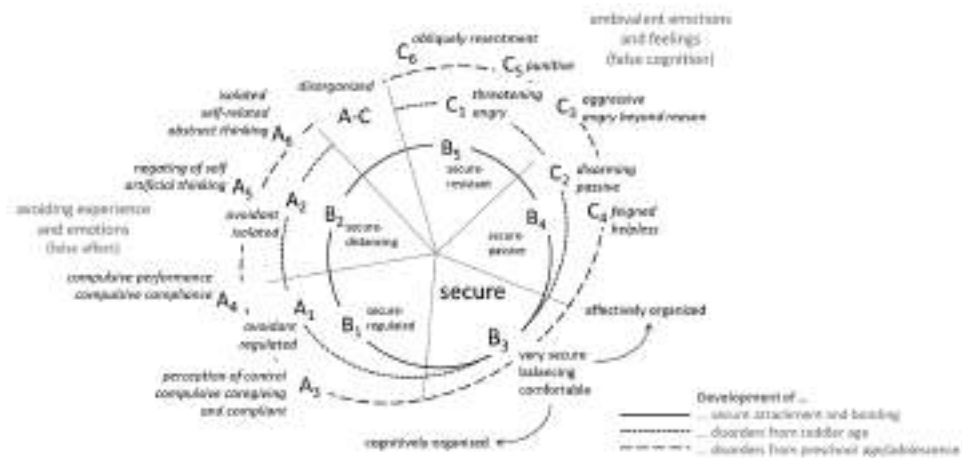 ambivalent emotions
and feelings
(false cognition)
C6 obliquely resentment
C5 punitive
disorganized
A-C
C1 threatening
angry
C3 aggressive
angry beyond reason
isolated
self-related
abstract thinking A6
B5
secure-
resistant
C2 disarming
passive
negating of self
artificial thinking A5
A2
avoidant
isolated
B2
secure-
distancing
B4
secure-
passive
C4 feigned
helpless
avoiding experience
and emotions
(false affect)
compulsive performance
compulsive compliance A4
A1
avoidant
regulated
B1
secure-
regulated
secure
B3
affectively organized
very secure
balancing
comfortable
perception of control
compulsive caregiving
and compliant
A3
cognitively organized
Development of ...
... secure attachment and bonding
... disorders from toddler age
... disorders from preschool age/adolescence